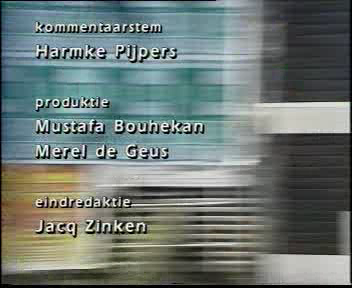 kommentaarstem
Harmke Pijpers
produktie
Mustafa Bouhekan
Merel de Geus
eindredaktie
Jacq Zinken